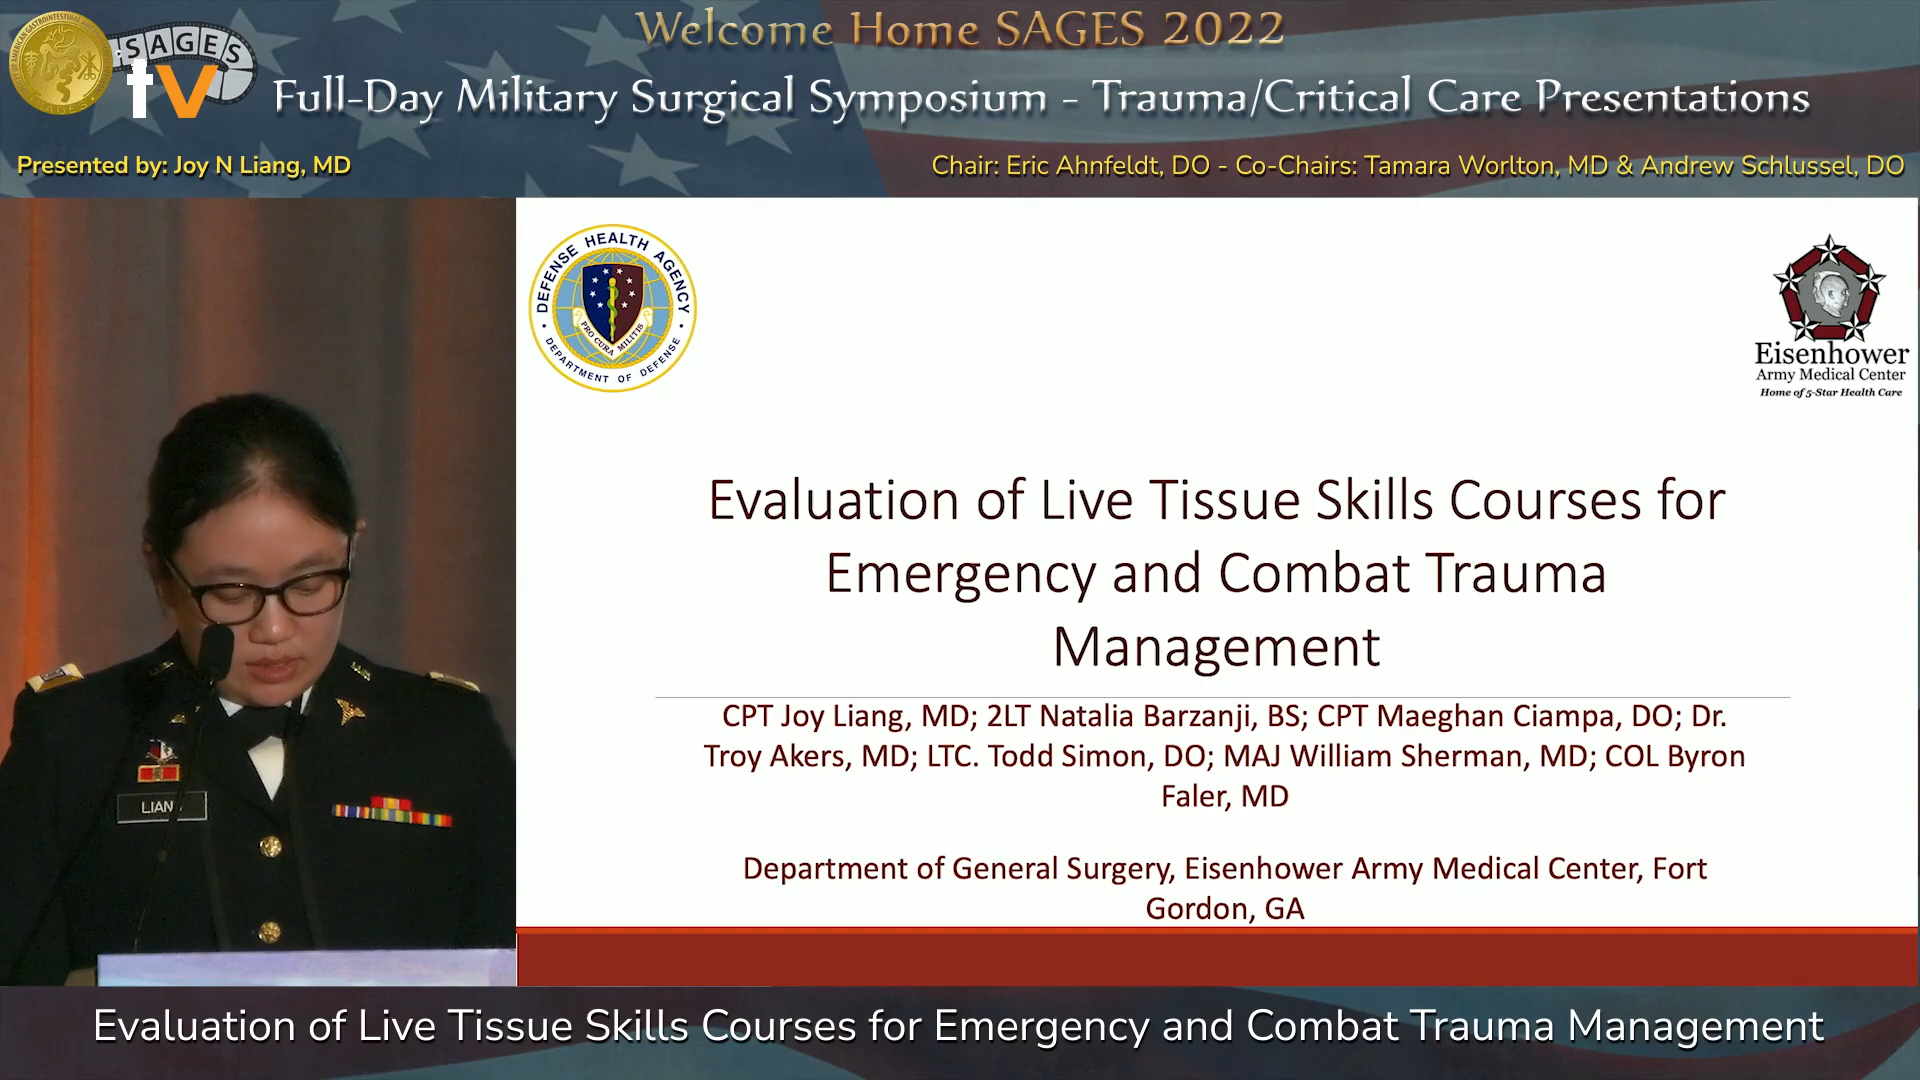 Welcome Home SAGES 2022
SAGES
tv
Full-Day Military Surgical Symposium - Trauma/Critical Care Presentations
Presented by: Joy N Liang, MD
Chair: Eric Ahnfeldt, DO - Co-Chairs: Tamara Worlton, MD & Andrew Schlussel, DO
DEFENSE HEALTH AGENCY
PRO CURA MILITIS
DEPARTMENT OF DEFENSE
Eisenhower
Army Medical Center
Home of 5-Star Health Care
Evaluation of Live Tissue Skills Courses for
Emergency and Combat Trauma
Management
CPT Joy Liang, MD; 2LT Natalia Barzanji, BS; CPT Maeghan Ciampa, DO; Dr.
Troy Akers, MD; LTC. Todd Simon, DO; MAJ William Sherman, MD; COL Byron
Faler, MD
Department of General Surgery, Eisenhower Army Medical Center, Fort
Gordon, GA
Evaluation of Live Tissue Skills Courses for Emergency and Combat Trauma Management